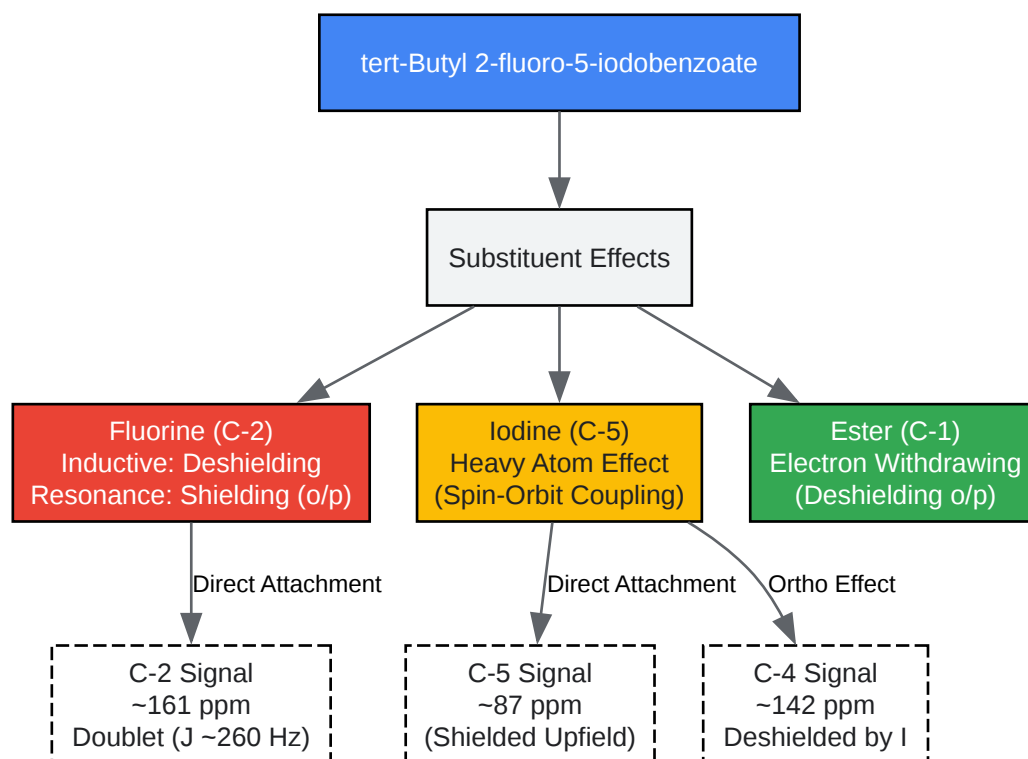 tert-Butyl 2-fluoro-5-iodobenzoate
Substituent Effects
Fluorine (C-2)
Inductive: Deshielding
Resonance: Shielding (o/p)
Iodine (C-5)
Heavy Atom Effect
(Spin-Orbit Coupling)
Ester (C-1)
Electron Withdrawing
(Deshielding o/p)
Direct Attachment
Direct Attachment
Ortho Effect
C-2 Signal
~161 ppm
Doublet (J ~260 Hz)
C-5 Signal
~87 ppm
(Shielded Upfield)
C-4 Signal
~142 ppm
Deshielded by I